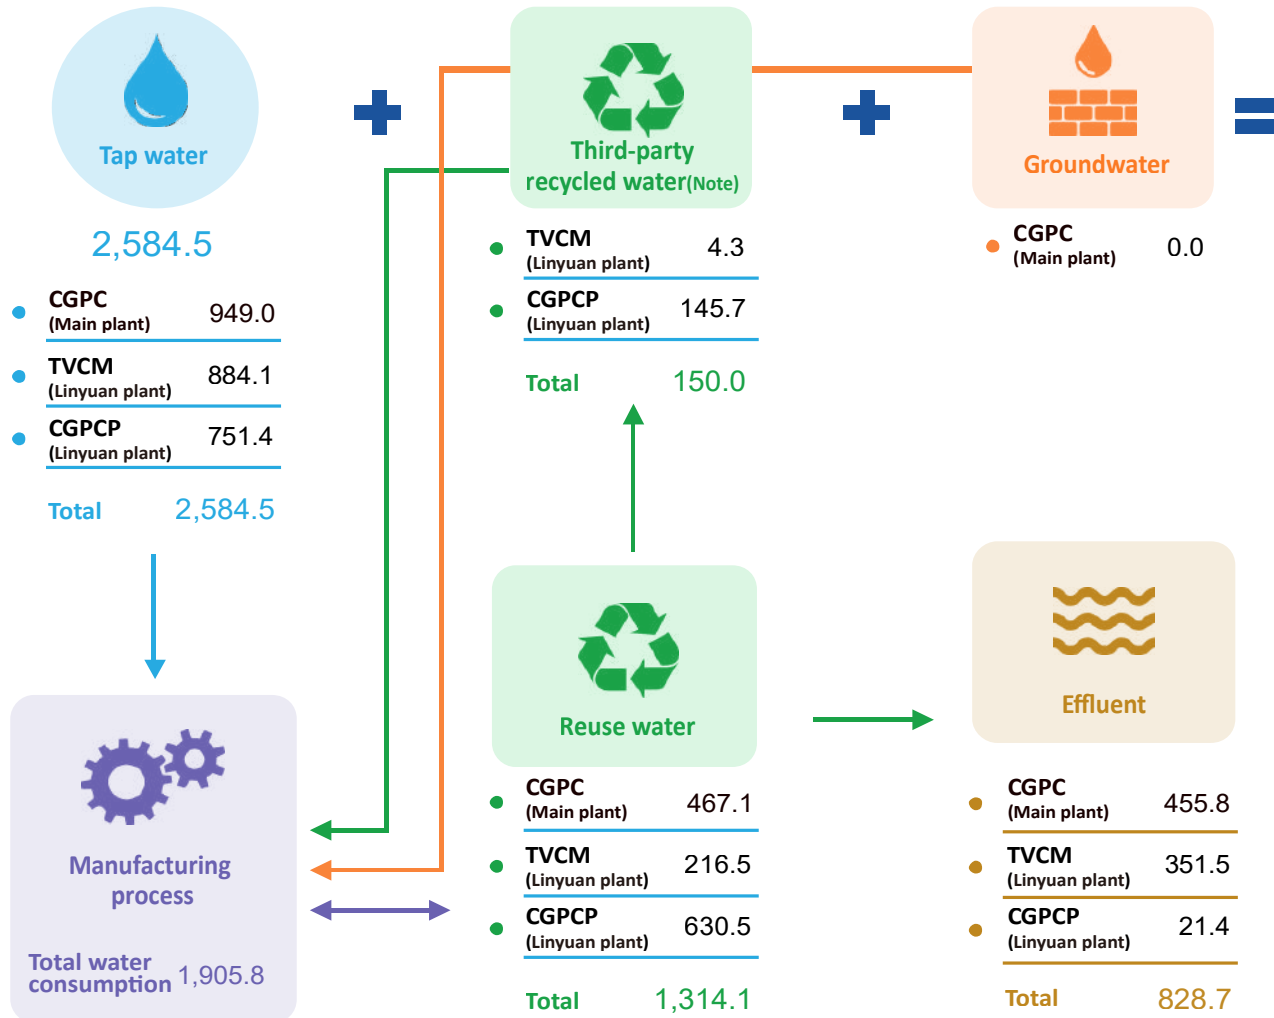 Tap water
2,584.5
CGPC
(Main plant)
949.0
TVCM
(Linyuan plant)
884.1
CGPCP
(Linyuan plant)
751.4
Total 2,584.5
Third-party
recycled water(Note)
TVCM
(Linyuan plant)
4.3
CGPCP
(Linyuan plant)
145.7
Total 150.0
Groundwater
CGPC
(Main plant)
0.0
Manufacturing
process
Total water
consumption
1,905.8
Reuse water
CGPC
(Main plant)
467.1
TVCM
(Linyuan plant)
216.5
CGPCP
(Linyuan plant)
630.5
Total 1,314.1
Effluent
CGPC
(Main plant)
455.8
TVCM
(Linyuan plant)
351.5
CGPCP
(Linyuan plant)
21.4
Total 828.7